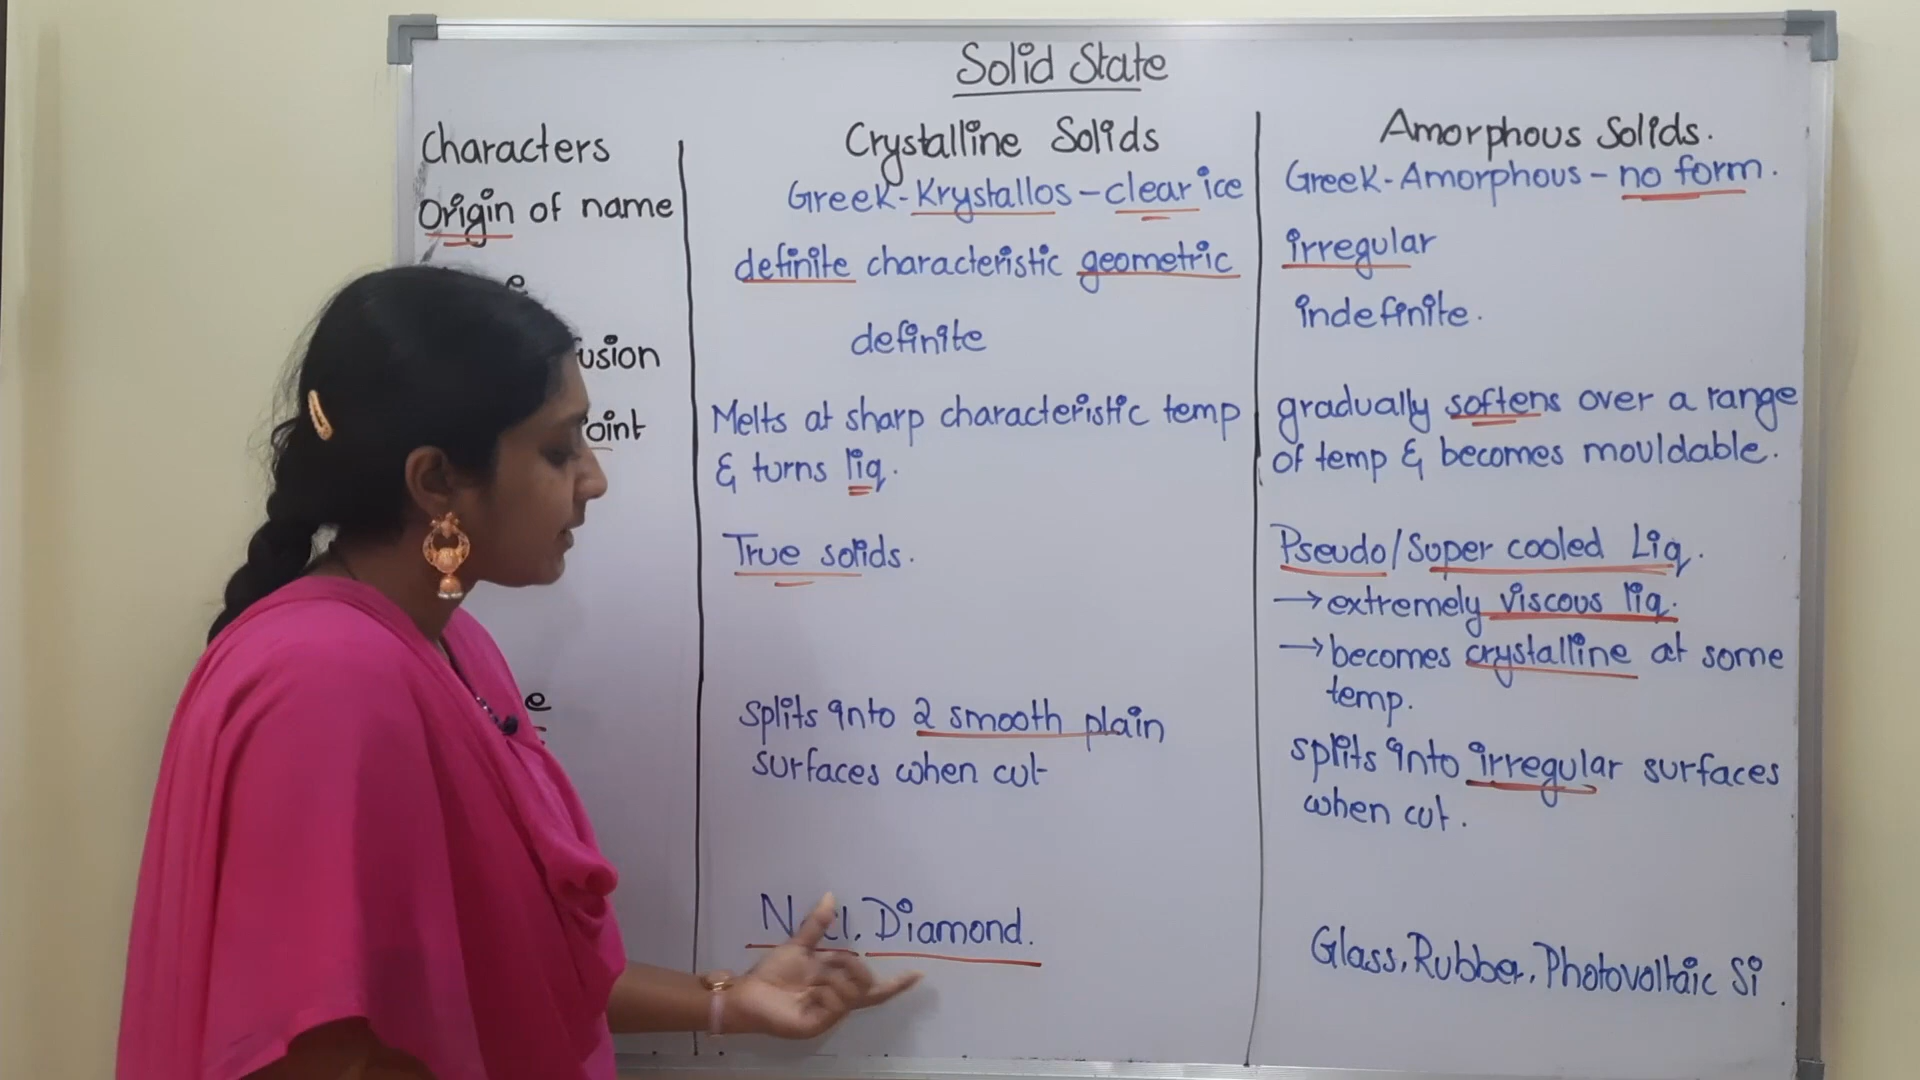 Solid State
Characters
Crystalline Solids
Amorphous Solids.
Origin of name
Greek-Krystallos-clear ice
Greek-Amorphous-no form.
definite characteristic geometric
irregular
definite
indefinite.
Melts at sharp characteristic temp
& turns liq.
gradually softens over a range
of temp & becomes mouldable.
True solids.
Pseudo/Super cooled Liq.
→extremely viscous liq.
→becomes crystalline at some
temp.
splits into 2 smooth plain
surfaces when cut
splits into irregular surfaces
when cut.
Diamond.
Glass, Rubber, Photovoltaic Si